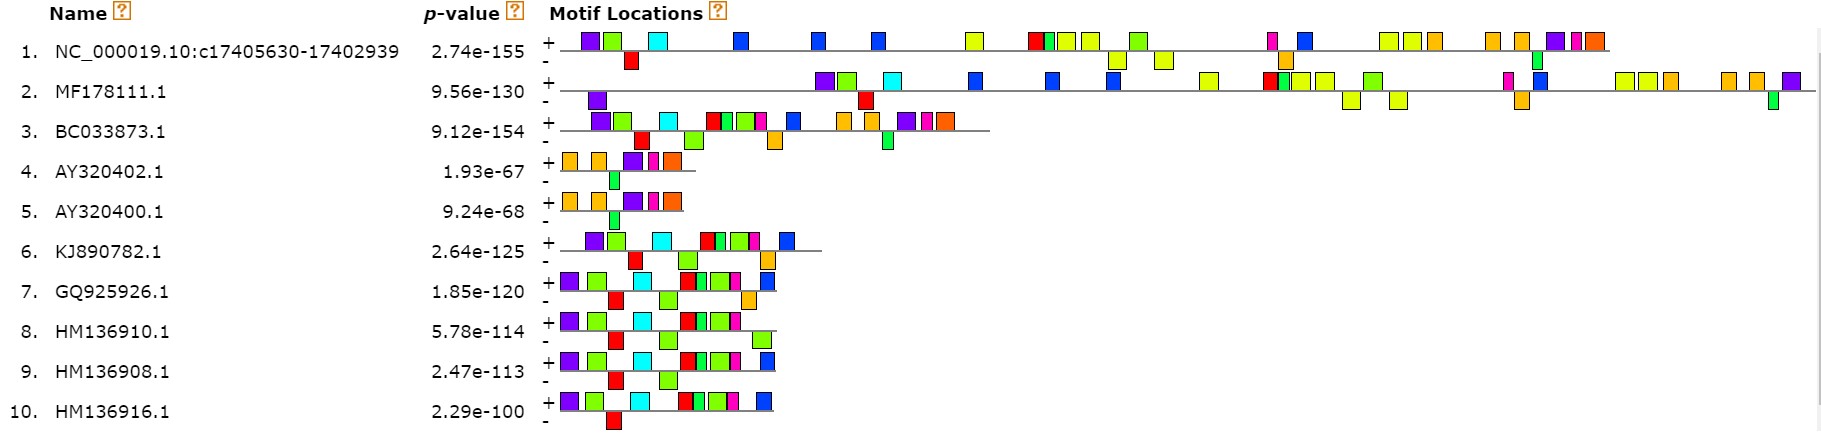 Name ? p-value ? Motif Locations ?
1. NC_000019.10:c17405630-17402939 2.74e-155 + -
2. MF178111.1 9.56e-130 + -
3. BC033873.1 9.12e-154 + -
4. AY320402.1 1.93e-67 + -
5. AY320400.1 9.24e-68 + -
6. KJ890782.1 2.64e-125 + -
7. GQ925926.1 1.85e-120 + -
8. HM136910.1 5.78e-114 + -
9. HM136908.1 2.47e-113 + -
10. HM136916.1 2.29e-100 + -